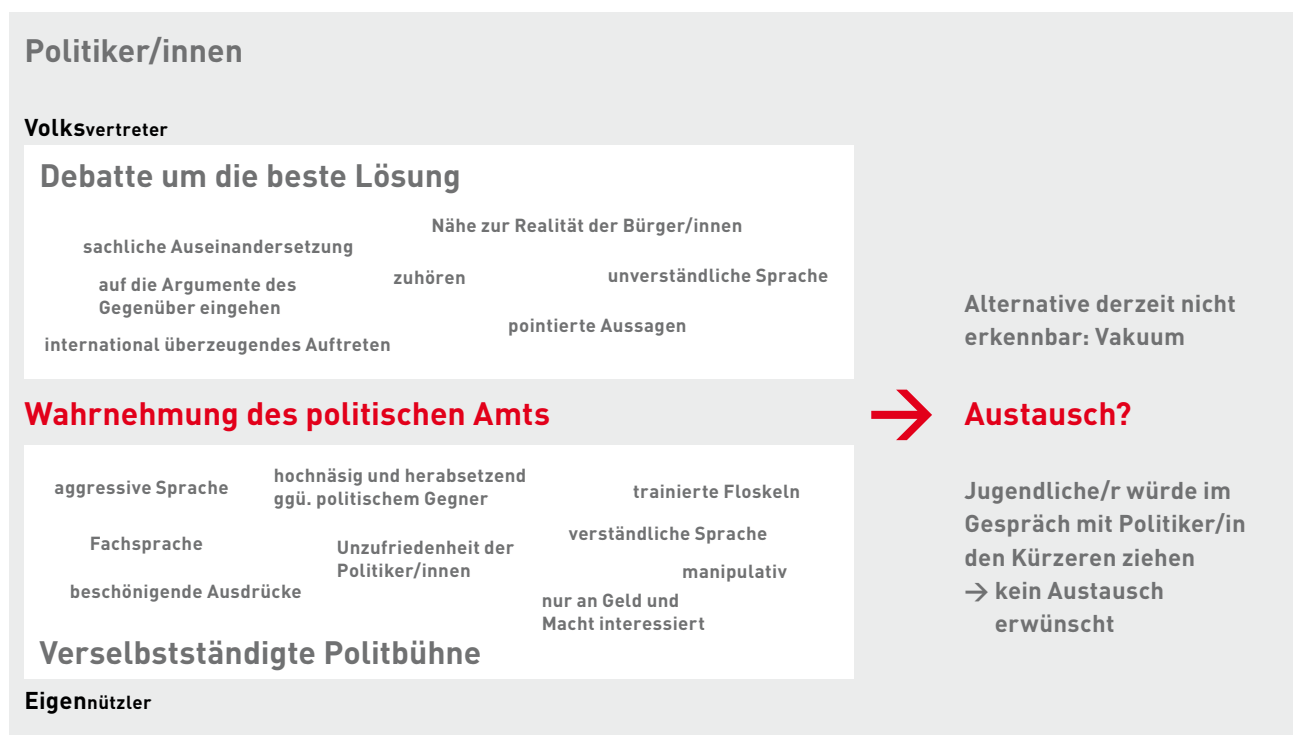 Politiker/innen
Volksvertreter
Debatte um die beste Lösung
Nähe zur Realität der Bürger/innen
sachliche Auseinandersetzung
auf die Argumente des
Gegenüber eingehen
zuhören
unverständliche Sprache
pointierte Aussagen
international überzeugendes Auftreten
Alternative derzeit nicht
erkennbar: Vakuum
Wahrnehmung des politischen Amts
→ Austausch?
aggressive Sprache
hochnäsig und herabsetzend
ggü. politischem Gegner
trainierte Floskeln
Fachsprache
Unzufriedenheit der
Politiker/innen
verständliche Sprache
manipulativ
beschönigende Ausdrücke
nur an Geld und
Macht interessiert
Verselbstständigte Politbühne
Eigennützler
Jugendliche/r würde im
Gespräch mit Politiker/in
den Kürzeren ziehen
→ kein Austausch
erwünscht